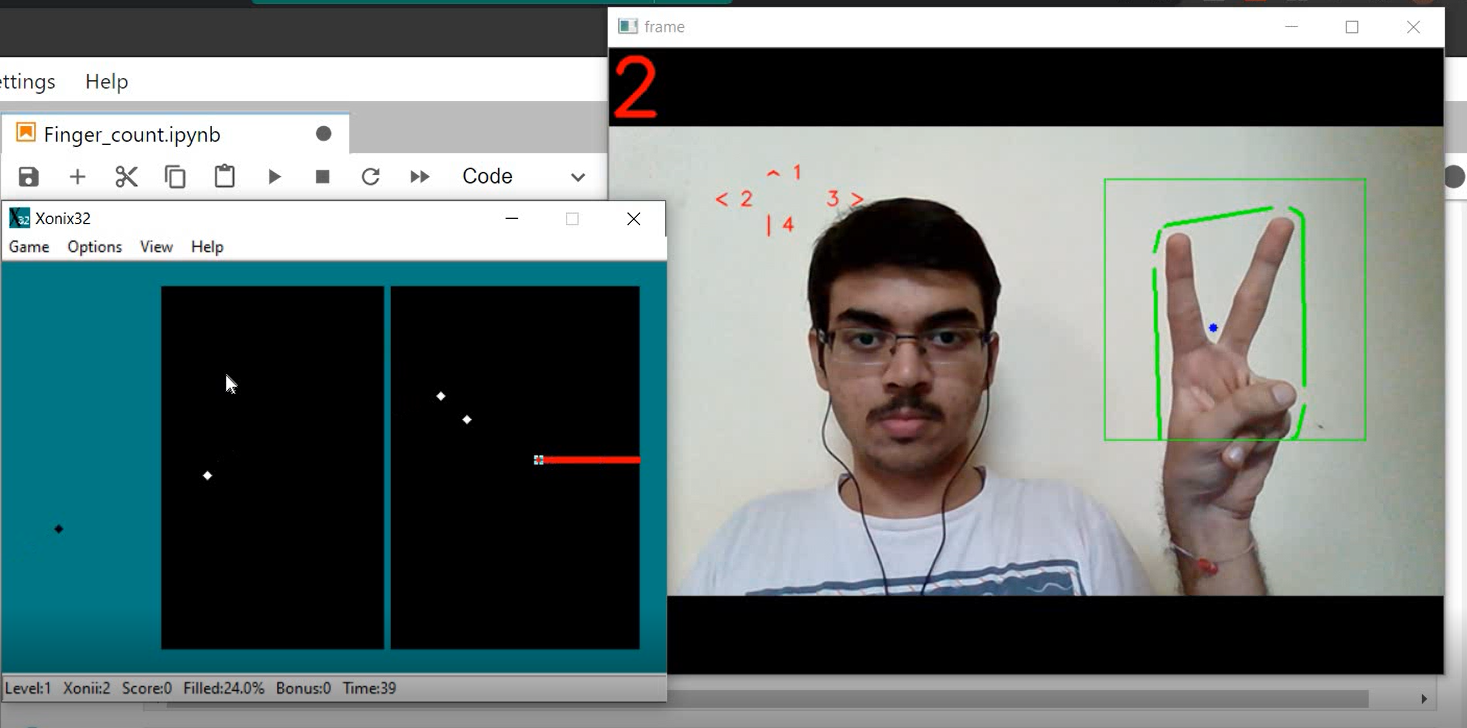 frame
2
ettings Help
Finger_count.ipynb
Code
^ 1
< 2 3 >
| 4
32 Xonix32
Game Options View Help
Level:1 Xonii:2 Score:0 Filled:24.0% Bonus:0 Time:39